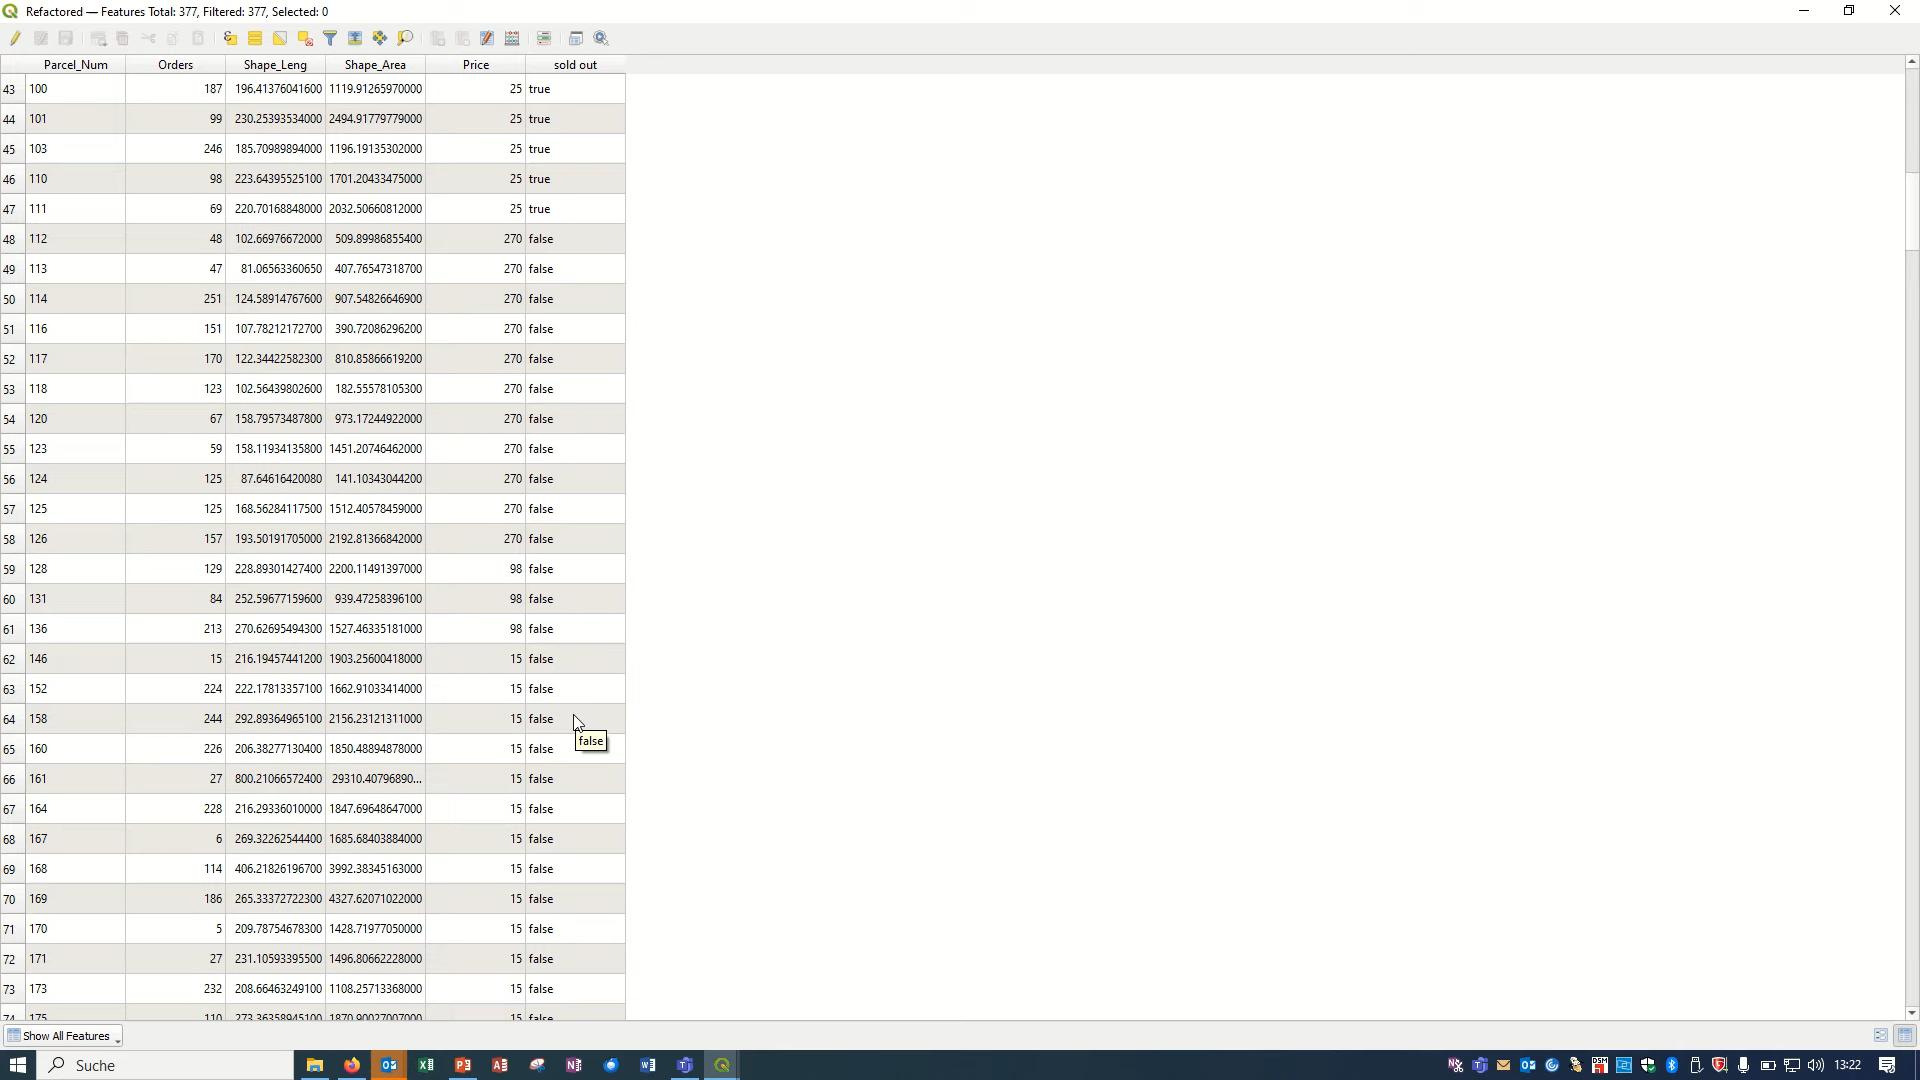 Refactored — Features Total: 377, Filtered: 377, Selected: 0
Parcel_Num Orders Shape_Leng Shape_Area Price sold out
43 100 187 196.41376041600 1119.91265970000 25 true
44 101 99 230.25393534000 2494.91779779000 25 true
45 103 246 185.70989894000 1196.19135302000 25 true
46 110 98 223.64395525100 1701.20433475000 25 true
47 111 69 220.70168848000 2032.50660812000 25 true
48 112 48 102.66976672000 509.89986855400 270 false
49 113 47 81.06563360650 407.76547318700 270 false
50 114 251 124.58914767600 907.54826646900 270 false
51 116 151 107.78212172700 390.72086296200 270 false
52 117 170 122.34422582300 810.85866619200 270 false
53 118 123 102.56439802600 182.55578105300 270 false
54 120 67 158.79573487800 973.17244922000 270 false
55 123 59 158.11934135800 1451.20746462000 270 false
56 124 125 87.64616420080 141.10343044200 270 false
57 125 125 168.56284117500 1512.40578459000 270 false
58 126 157 193.50191705000 2192.81366842000 270 false
59 128 129 228.89301427400 2200.11491397000 98 false
60 131 84 252.59677159600 939.47258396100 98 false
61 136 213 270.62695494300 1527.46335181000 98 false
62 146 15 216.19457441200 1903.25600418000 15 false
63 152 224 222.17813357100 1662.91033414000 15 false
64 158 244 292.89364965100 2156.23121311000 15 false
false
65 160 226 206.38277130400 1850.48894878000 15 false
66 161 27 800.21066572400 29310.40796890... 15 false
67 164 228 216.29336010000 1847.69648647000 15 false
68 167 6 269.32262544400 1685.68403884000 15 false
69 168 114 406.21826196700 3992.38345163000 15 false
70 169 186 265.33372722300 4327.62071022000 15 false
71 170 5 209.78754678300 1428.71977050000 15 false
72 171 27 231.10593395500 1496.80662228000 15 false
73 173 232 208.66463249100 1108.25713368000 15 false
74 175 110 273.36358945100 1870.90027007000 15 false
Show All Features
Suche
13:22